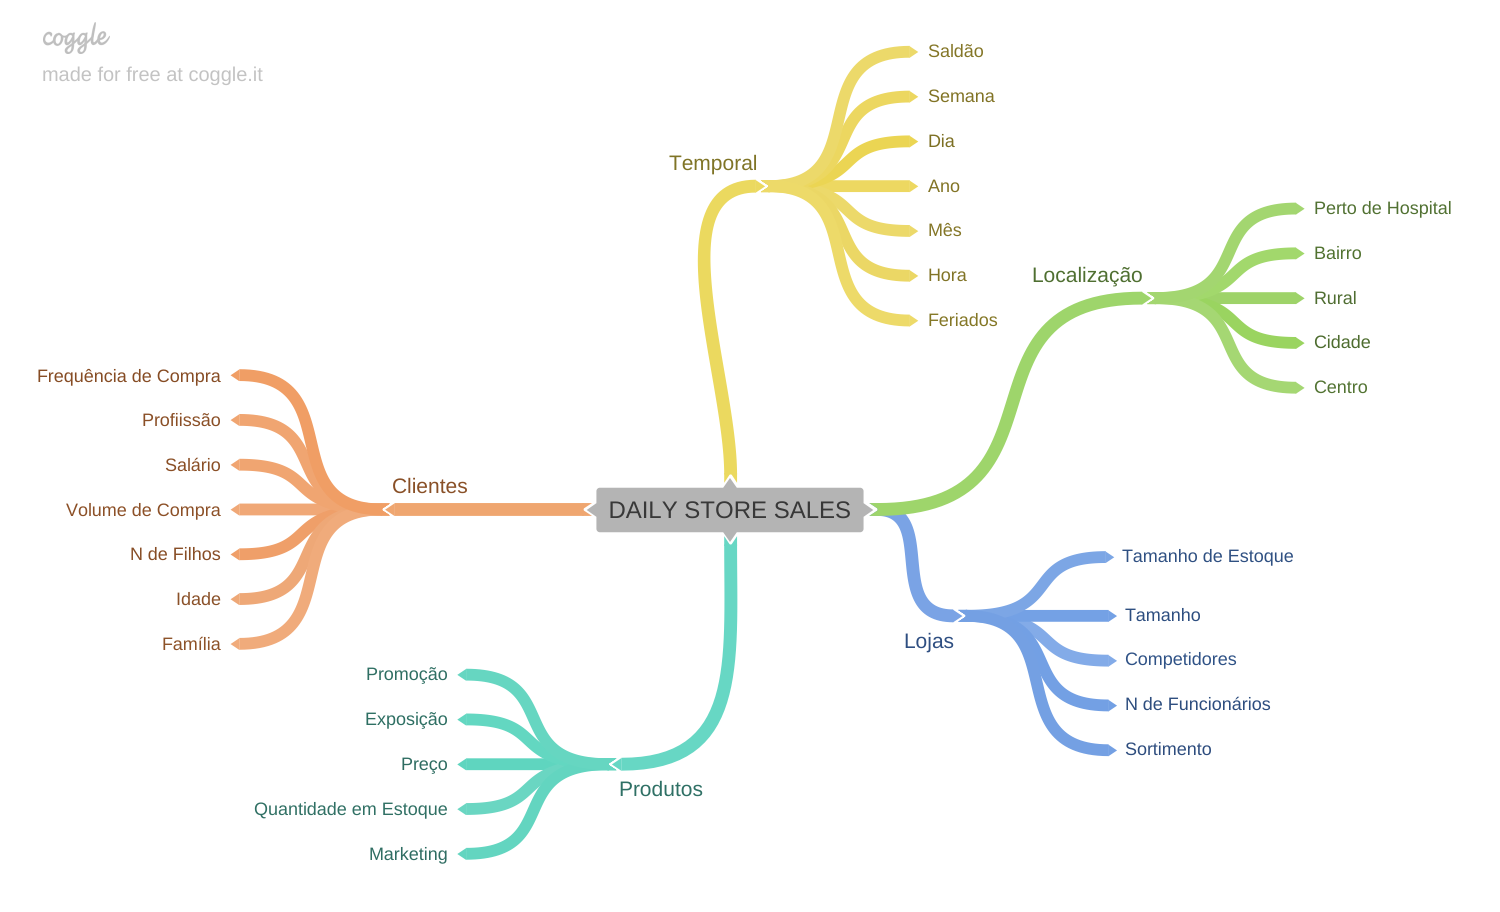 coggle
made for free at coggle.it
Temporal
Saldão
Semana
Dia
Ano
Mês
Hora
Feriados
Localização
Perto de Hospital
Bairro
Rural
Cidade
Centro
Clientes
Frequência de Compra
Profiissão
Salário
Volume de Compra
N de Filhos
Idade
Família
DAILY STORE SALES
Lojas
Tamanho de Estoque
Tamanho
Competidores
N de Funcionários
Sortimento
Produtos
Promoção
Exposição
Preço
Quantidade em Estoque
Marketing